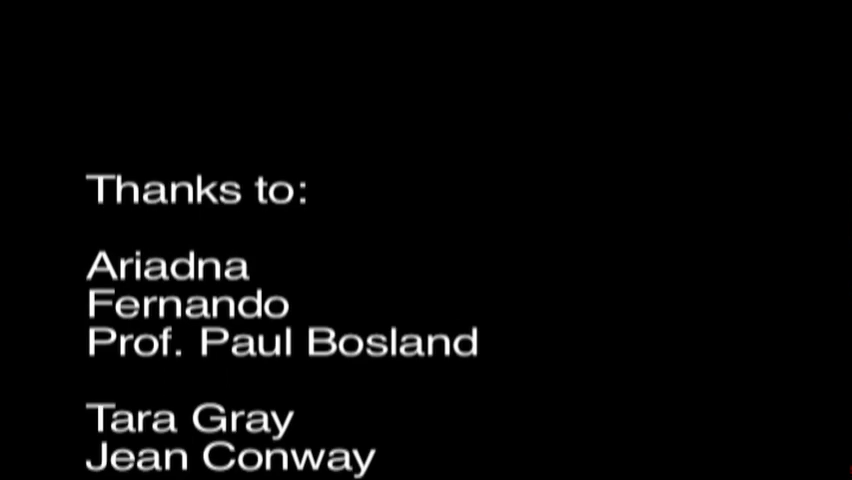 Thanks to:
Ariadna
Fernando
Prof. Paul Bosland
Tara Gray
Jean Conway